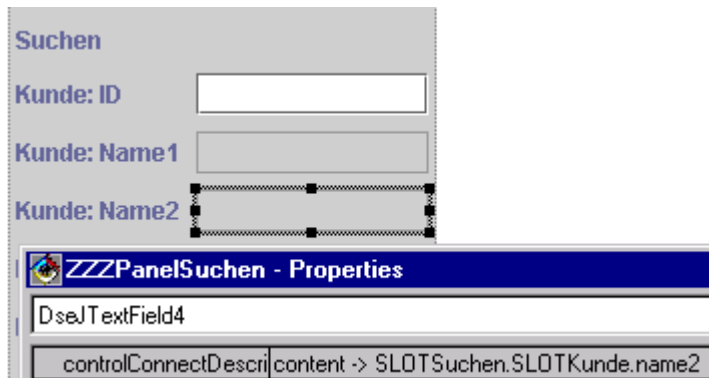 Suchen
Kunde: ID
Kunde: Name1
Kunde: Name2
ZZZPanelSuchen - Properties
DseJTextField4
controlConnectDescri content -> SLOTSuchen.SLOTKunde.name2